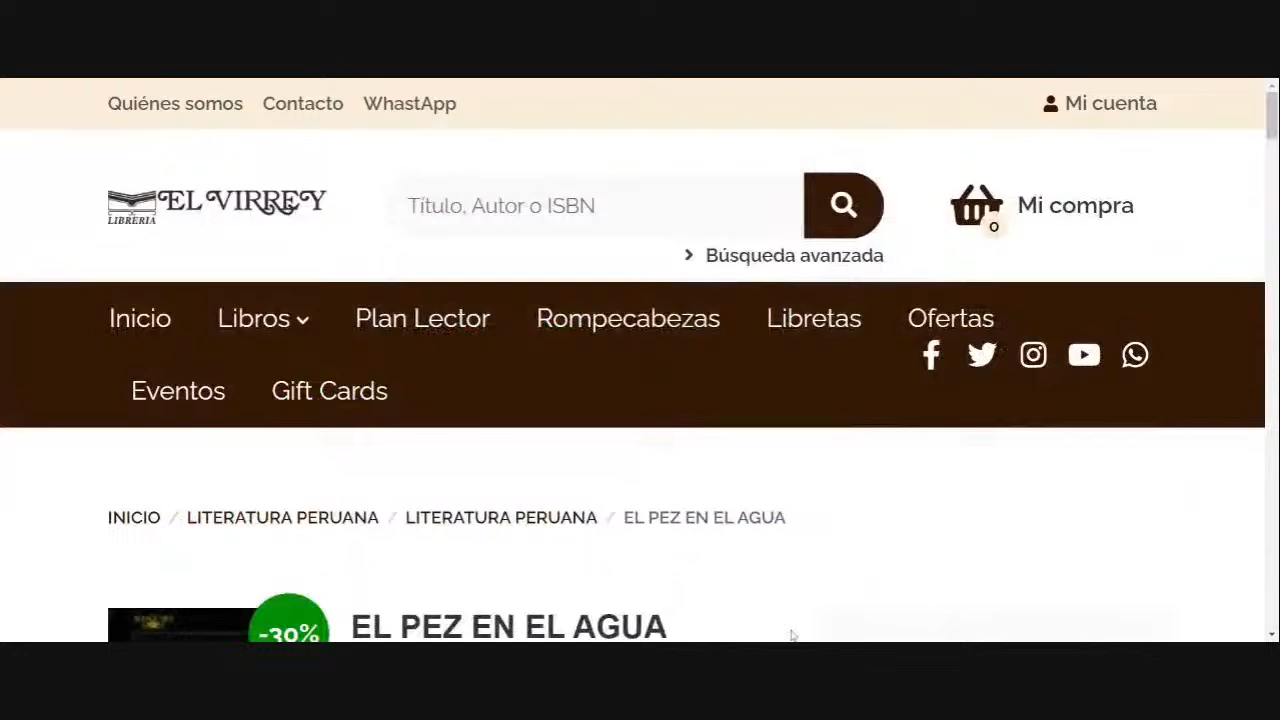 Quiénes somos Contacto WhastApp Mi cuenta
EL VIRREY
LIBRERIA
Título, Autor o ISBN
0
Mi compra
Búsqueda avanzada
Inicio Libros Plan Lector Rompecabezas Libretas Ofertas
Eventos Gift Cards
INICIO / LITERATURA PERUANA / LITERATURA PERUANA / EL PEZ EN EL AGUA
-30%
EL PEZ EN EL AGUA